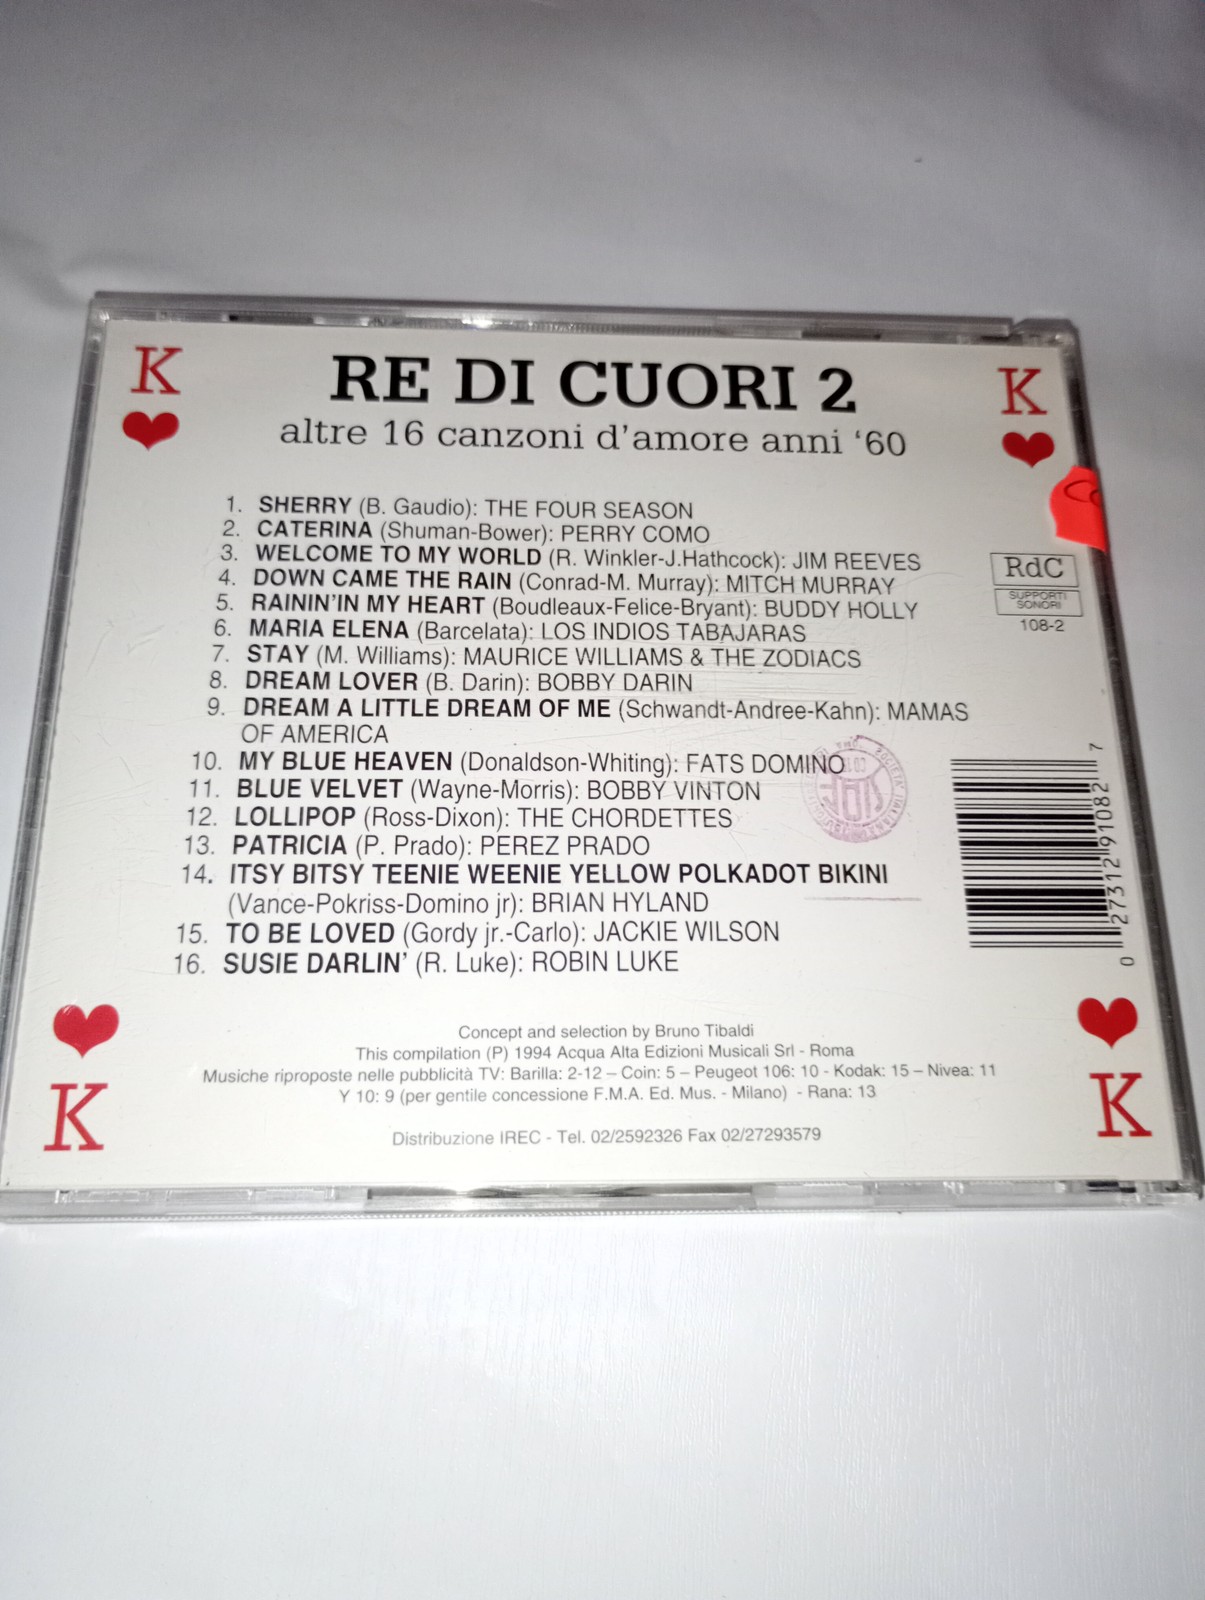 K
K
RE DI CUORI 2
altre 16 canzoni d'amore anni '60
1. SHERRY (B. Gaudio): THE FOUR SEASON
2. CATERINA (Shuman-Bower): PERRY COMO
3. WELCOME TO MY WORLD (R. Winkler-J.Hathcock): JIM REEVES
4. DOWN CAME THE RAIN (Conrad-M. Murray): MITCH MURRAY
5. RAININ'IN MY HEART (Boudleaux-Felice-Bryant): BUDDY HOLLY
6. MARIA ELENA (Barcelata): LOS INDIOS TABAJARAS
7. STAY (M. Williams): MAURICE WILLIAMS & THE ZODIACS
8. DREAM LOVER (B. Darin): BOBBY DARIN
9. DREAM A LITTLE DREAM OF ME (Schwandt-Andree-Kahn): MAMAS
OF AMERICA
10. MY BLUE HEAVEN (Donaldson-Whiting): FATS DOMINO
11. BLUE VELVET (Wayne-Morris): BOBBY VINTON
12. LOLLIPOP (Ross-Dixon): THE CHORDETTES
13. PATRICIA (P. Prado): PEREZ PRADO
14. ITSY BITSY TEENIE WEENIE YELLOW POLKADOT BIKINI
(Vance-Pokriss-Domino jr): BRIAN HYLAND
15. TO BE LOVED (Gordy jr.-Carlo): JACKIE WILSON
16. SUSIE DARLIN' (R. Luke): ROBIN LUKE
RdC
SUPPORTI
SONORI
108-2
SIAE
0 27312 91082 7
Concept and selection by Bruno Tibaldi
This compilation (P) 1994 Acqua Alta Edizioni Musicali Srl - Roma
Musiche riproposte nelle pubblicità TV: Barilla: 2-12 – Coin: 5 – Peugeot 106: 10 - Kodak: 15 – Nivea: 11
Y 10: 9 (per gentile concessione F.M.A. Ed. Mus. - Milano) - Rana: 13
Distribuzione IREC - Tel. 02/2592326 Fax 02/27293579
K
K